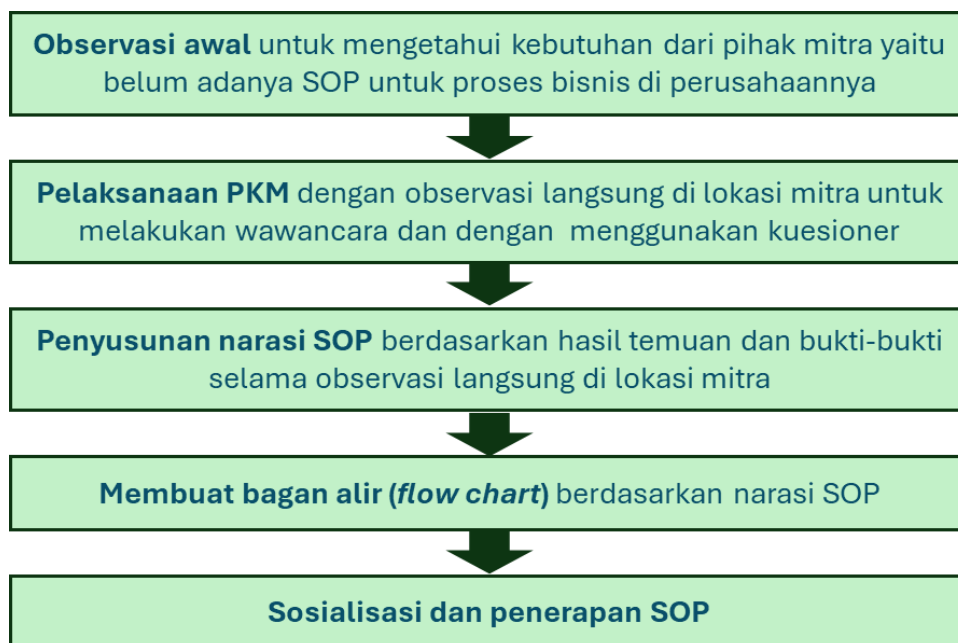 Observasi awal untuk mengetahui kebutuhan dari pihak mitra yaitu
belum adanya SOP untuk proses bisnis di perusahaannya
Pelaksanaan PKM dengan observasi langsung di lokasi mitra untuk
melakukan wawancara dan dengan  menggunakan kuesioner
Penyusunan narasi SOP berdasarkan hasil temuan dan bukti-bukti
selama observasi langsung di lokasi mitra
Membuat bagan alir (flow chart) berdasarkan narasi SOP
Sosialisasi dan penerapan SOP